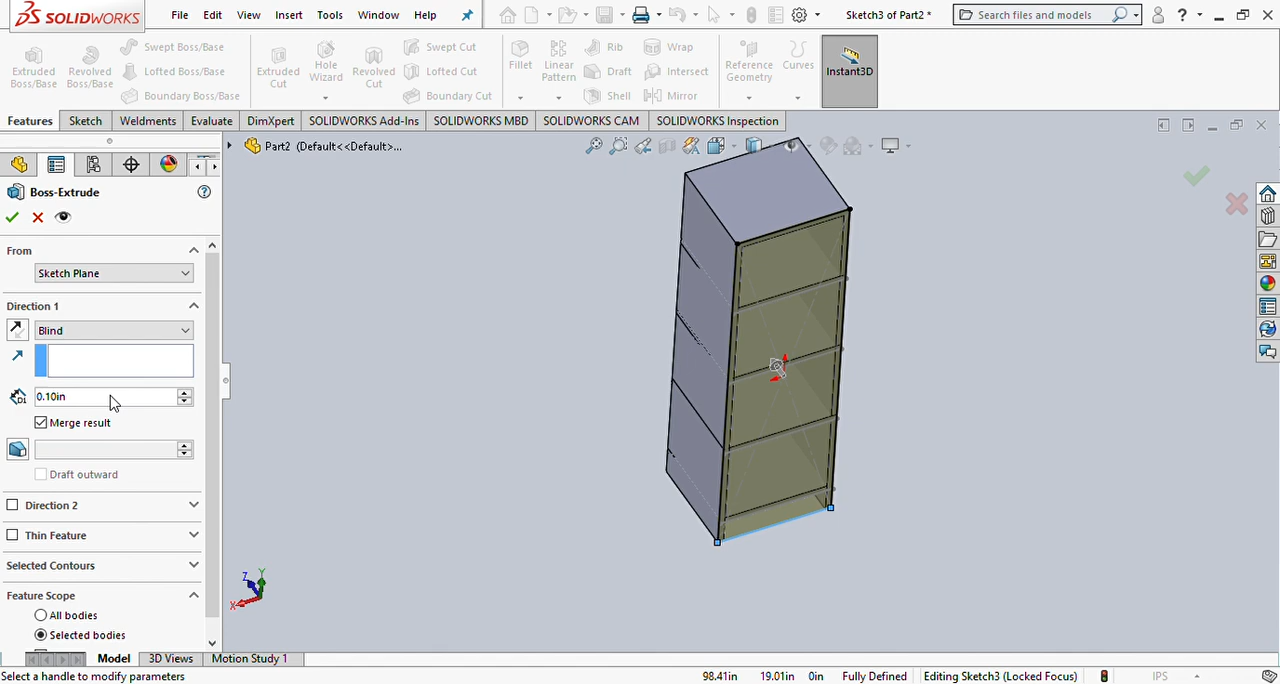 SOLIDWORKS File Edit View Insert Tools Window Help Sketch3 of Part2 * Search files and models ?
Extruded Boss/Base
Revolved Boss/Base
Swept Boss/Base
Lofted Boss/Base
Boundary Boss/Base
Extruded Cut
Hole Wizard
Revolved Cut
Swept Cut
Lofted Cut
Boundary Cut
Fillet
Linear Pattern
Rib
Draft
Shell
Wrap
Intersect
Mirror
Reference Geometry
Curves
Instant3D
Features Sketch Weldments Evaluate DimXpert SOLIDWORKS Add-Ins SOLIDWORKS MBD SOLIDWORKS CAM SOLIDWORKS Inspection
Part2 (Default<<Default>...
Boss-Extrude
From
Sketch Plane
Direction 1
Blind
0.10in
Merge result
Draft outward
Direction 2
Thin Feature
Selected Contours
Feature Scope
All bodies
Selected bodies
Z Y X
Model 3D Views Motion Study 1
Select a handle to modify parameters 98.41in 19.01in 0in Fully Defined Editing Sketch3 (Locked Focus) IPS